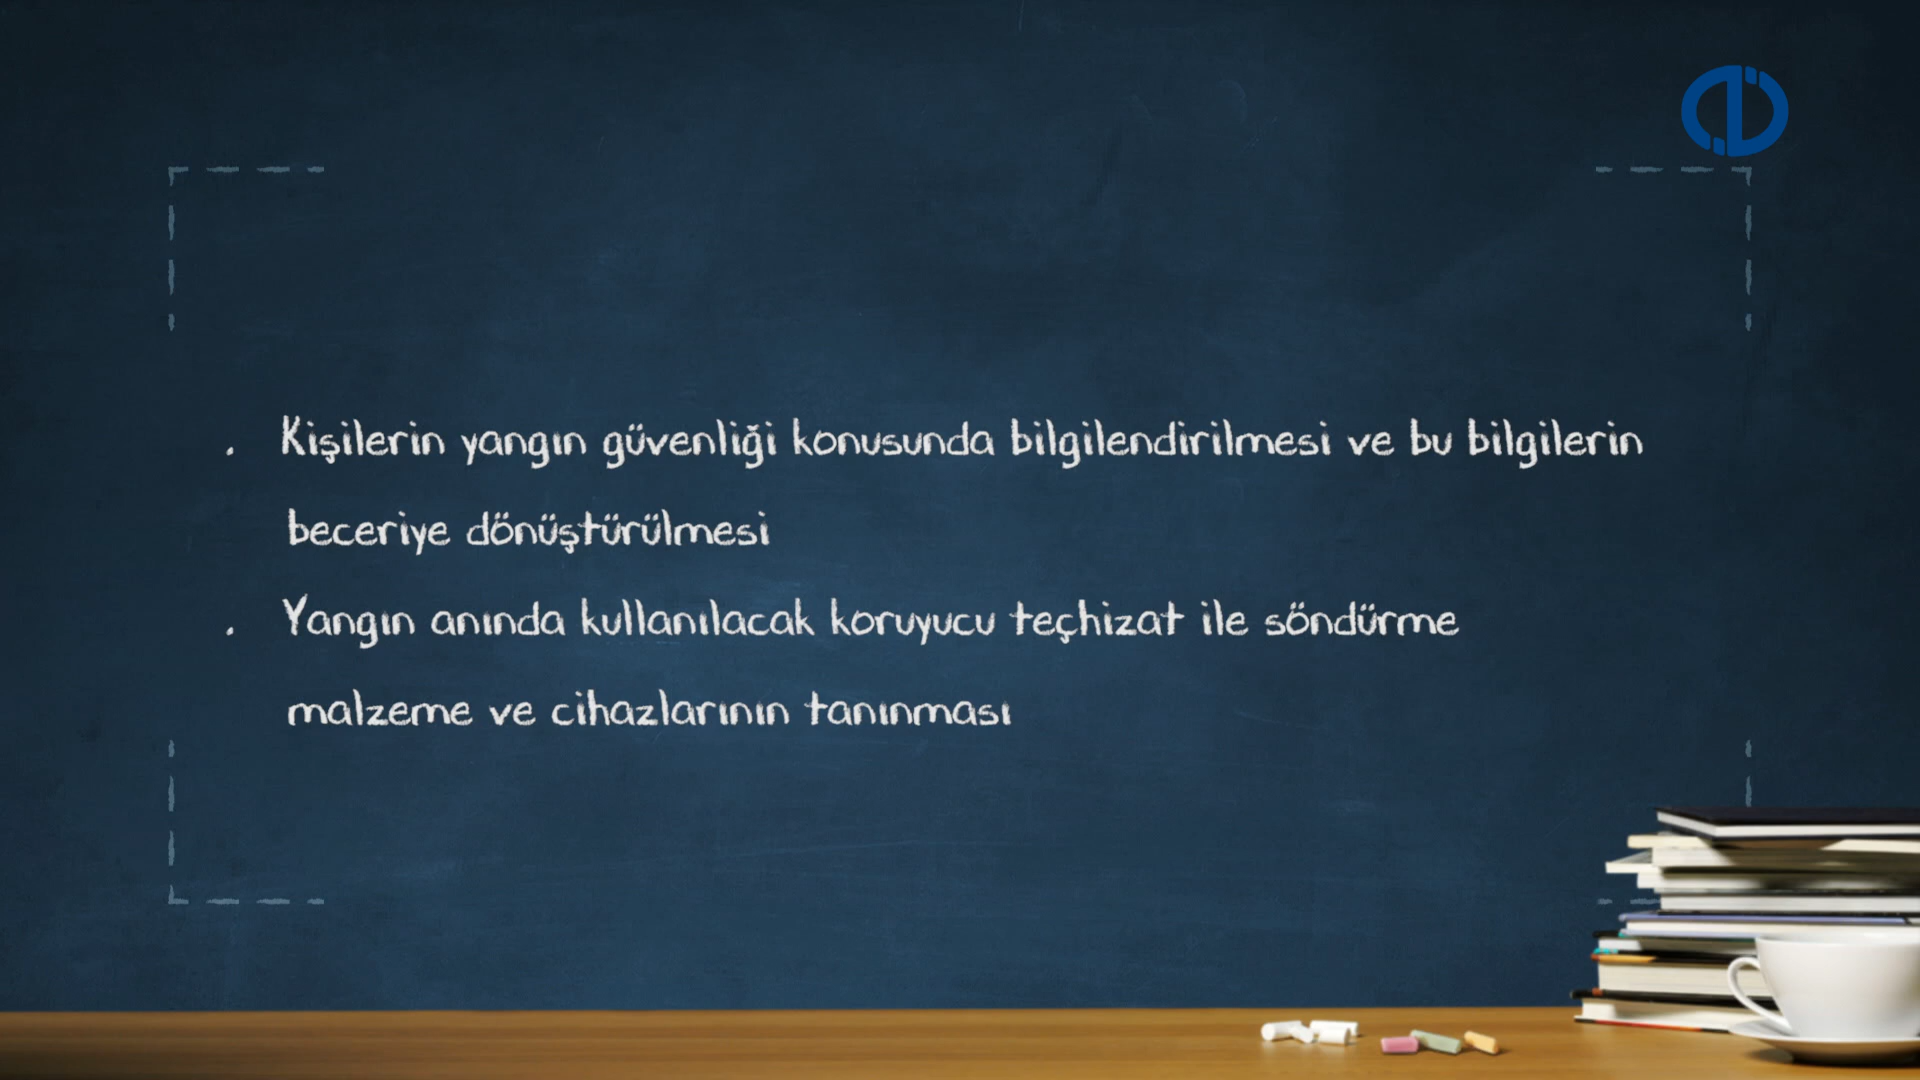 . Kişilerin yangın güvenliği konusunda bilgilendirilmesi ve bu bilgilerin
beceriye dönüştürülmesi
. Yangın anında kullanılacak koruyucu teçhizat ile söndürme
malzeme ve cihazlarının tanınması